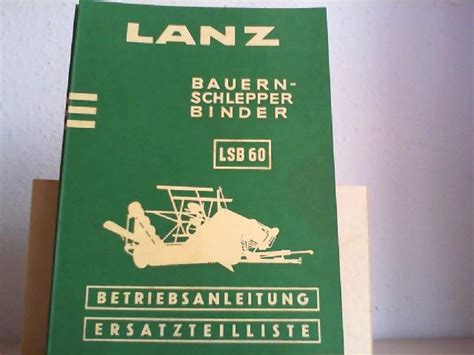 LANZ
BAUERN-
SCHLEPPER
BINDER
LSB 60
BETRIEBSANLEITUNG
ERSATZTEILLISTE